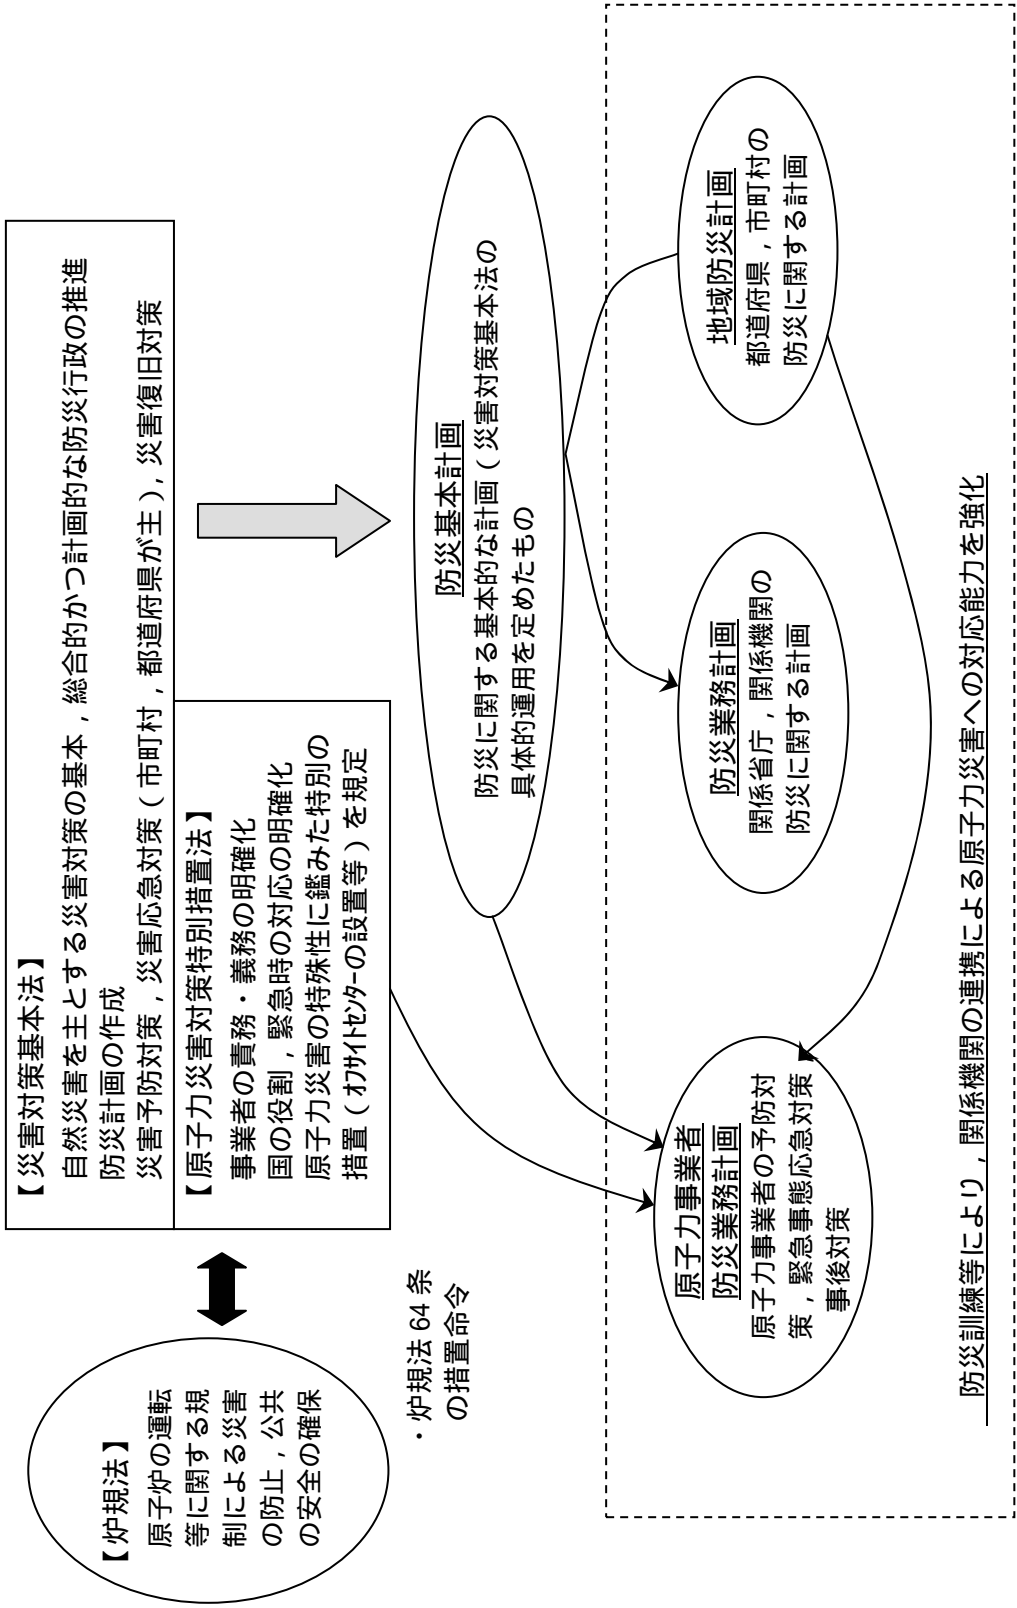 【炉規法】
原子炉の運転
等に関する規
制による災害
の防止，公共
の安全の確保
・炉規法 64 条
の措置命令
【災害対策基本法】
自然災害を主とする災害対策の基本，総合的かつ計画的な防災行政の推進
防災計画の作成
災害予防対策，災害応急対策（市町村，都道府県が主），災害復旧対策
【原子力災害対策特別措置法】
事業者の責務・義務の明確化
国の役割，緊急時の対応の明確化
原子力災害の特殊性に鑑みた特別の
措置（ｵﾌｻｲﾄｾﾝﾀｰの設置等）を規定
防災基本計画
防災に関する基本的な計画（災害対策基本法の
具体的運用を定めたもの
原子力事業者
防災業務計画
原子力事業者の予防対
策，緊急事態応急対策
事後対策
防災業務計画
関係省庁，関係機関の
防災に関する計画
地域防災計画
都道府県，市町村の
防災に関する計画
防災訓練等により，関係機関の連携による原子力災害への対応能力を強化